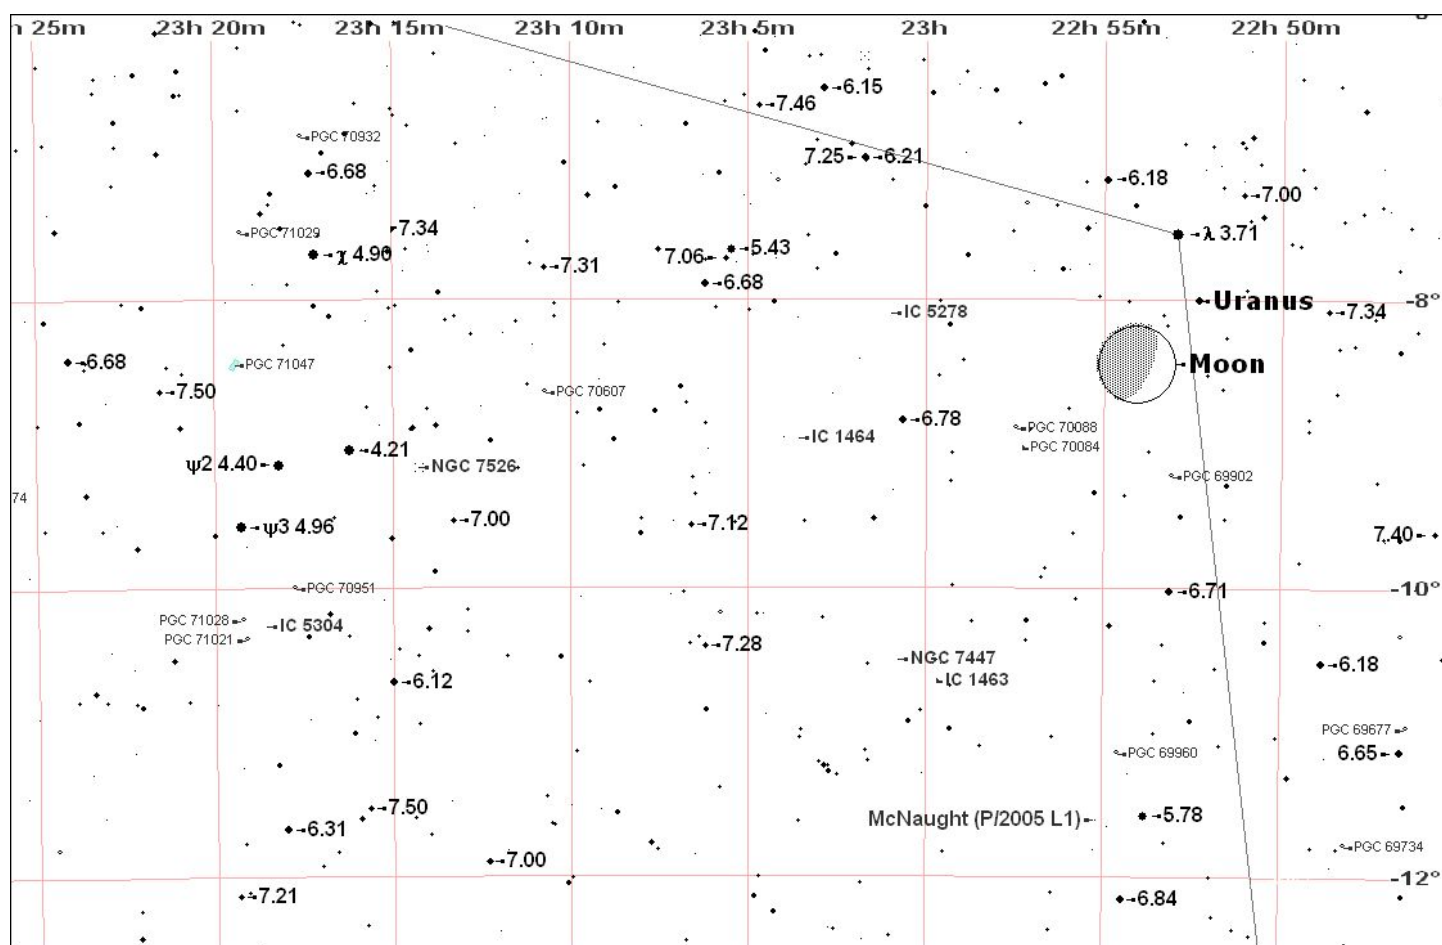 h 25m 23h 20m 23h 15m 23h 10m 23h 5m 23h 22h 55m 22h 50m
6.15
7.46
PGC 70932
7.25 6.21
6.68
6.18
7.00
7.34
PGC 71029
λ 3.71
χ 4.90
7.06 5.43
7.31
6.68
Uranus
-8°
IC 5278
7.34
6.68
PGC 71047
Moon
7.50
PGC 70607
6.78
PGC 70088
IC 1464
4.21
PGC 70084
ψ2 4.40
NGC 7526
PGC 69902
74
7.00
7.12
ψ3 4.96
7.40
PGC 70951
6.71
-10°
PGC 71028
IC 5304
PGC 71021
7.28
NGC 7447
6.18
IC 1463
6.12
PGC 69677
PGC 69960
6.65
7.50
5.78
McNaught (P/2005 L1)
6.31
PGC 69734
7.00
-12°
7.21
6.84